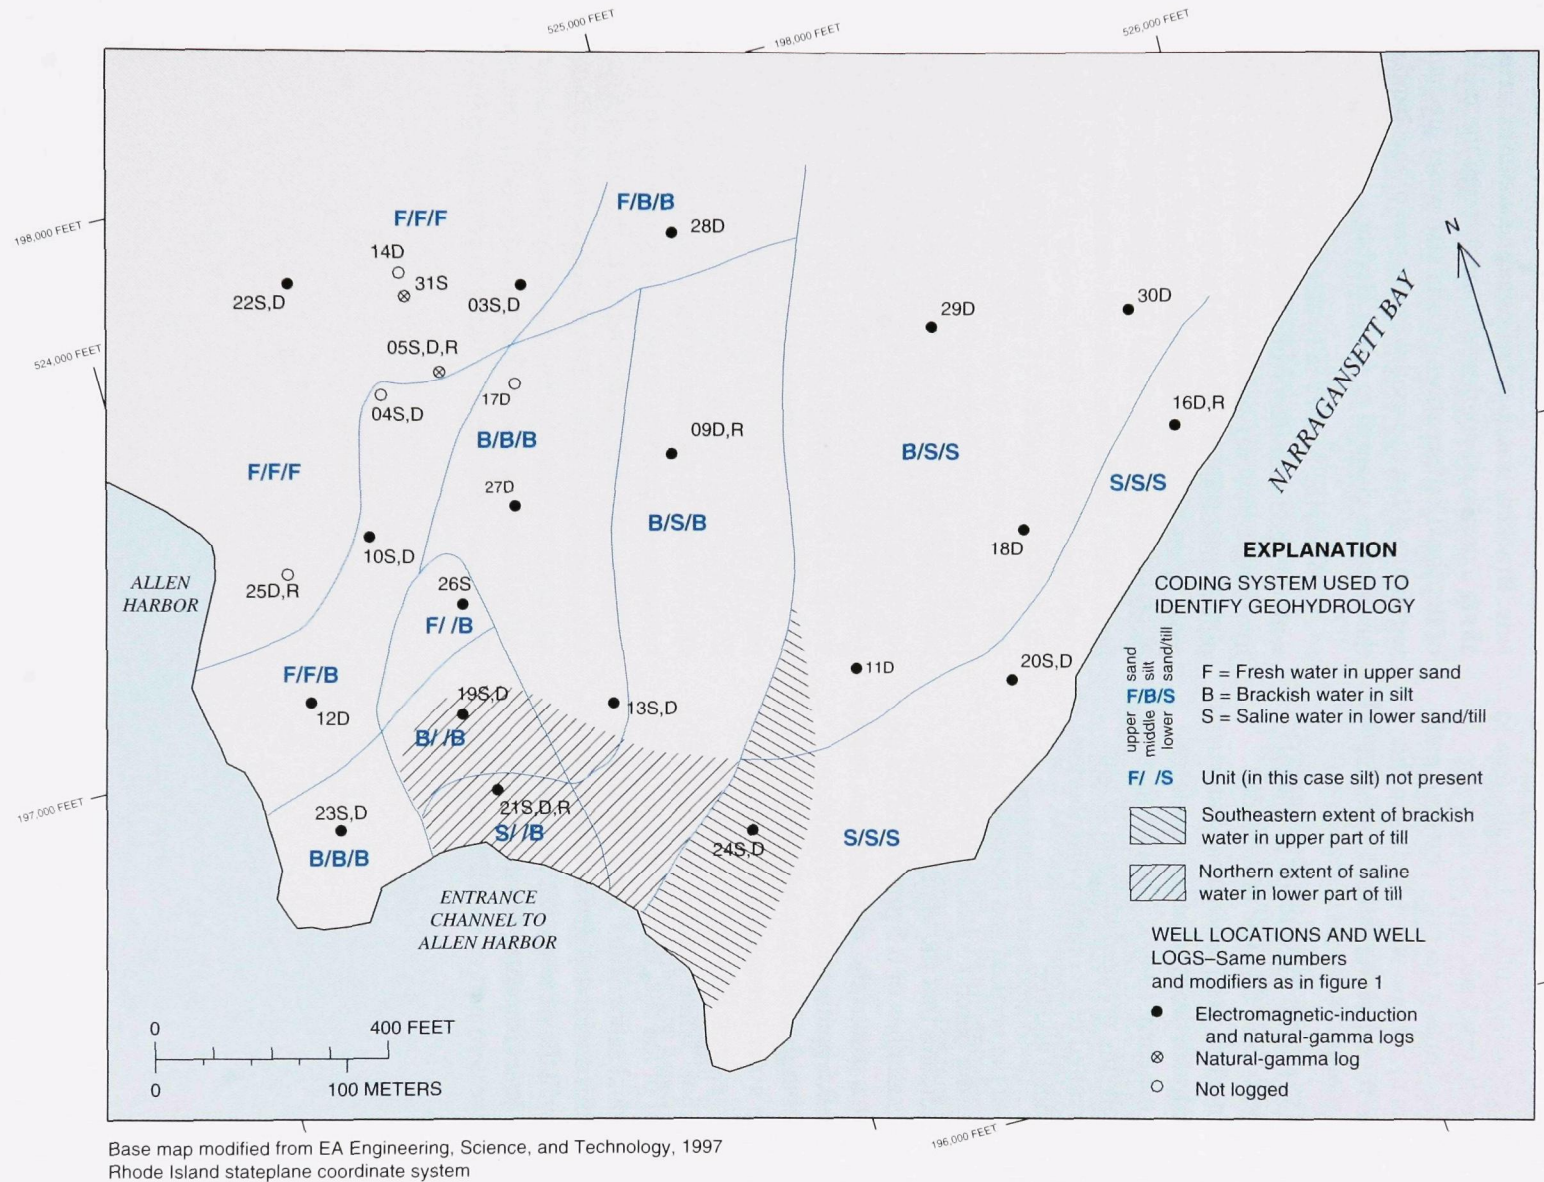 525,000 FEET
198,000 FEET
526,000 FEET
198,000 FEET
524,000 FEET
197,000 FEET
196,000 FEET
F/F/F
F/B/B
28D
14D
31S
22S,D
03S,D
29D
30D
05S,D,R
04S,D
17D
B/B/B
09D,R
B/S/S
16D,R
S/S/S
NARRAGANSETT BAY
N
F/F/F
27D
B/S/B
10S,D
18D
25D,R
ALLEN
HARBOR
26S
F/ /B
F/F/B
12D
19S,D
B/ /B
13S,D
11D
20S,D
23S,D
B/B/B
21S,D,R
S/ /B
24S,D
S/S/S
ENTRANCE
CHANNEL TO
ALLEN HARBOR
0 400 FEET
0 100 METERS
EXPLANATION
CODING SYSTEM USED TO
IDENTIFY GEOHYDROLOGY
sand
silt
sand/till
F/B/S
upper
middle
lower
F = Fresh water in upper sand
B = Brackish water in silt
S = Saline water in lower sand/till
F/ /S Unit (in this case silt) not present
Southeastern extent of brackish
water in upper part of till
Northern extent of saline
water in lower part of till
WELL LOCATIONS AND WELL
LOGS–Same numbers
and modifiers as in figure 1
Electromagnetic-induction
and natural-gamma logs
Natural-gamma log
Not logged
Base map modified from EA Engineering, Science, and Technology, 1997
Rhode Island stateplane coordinate system